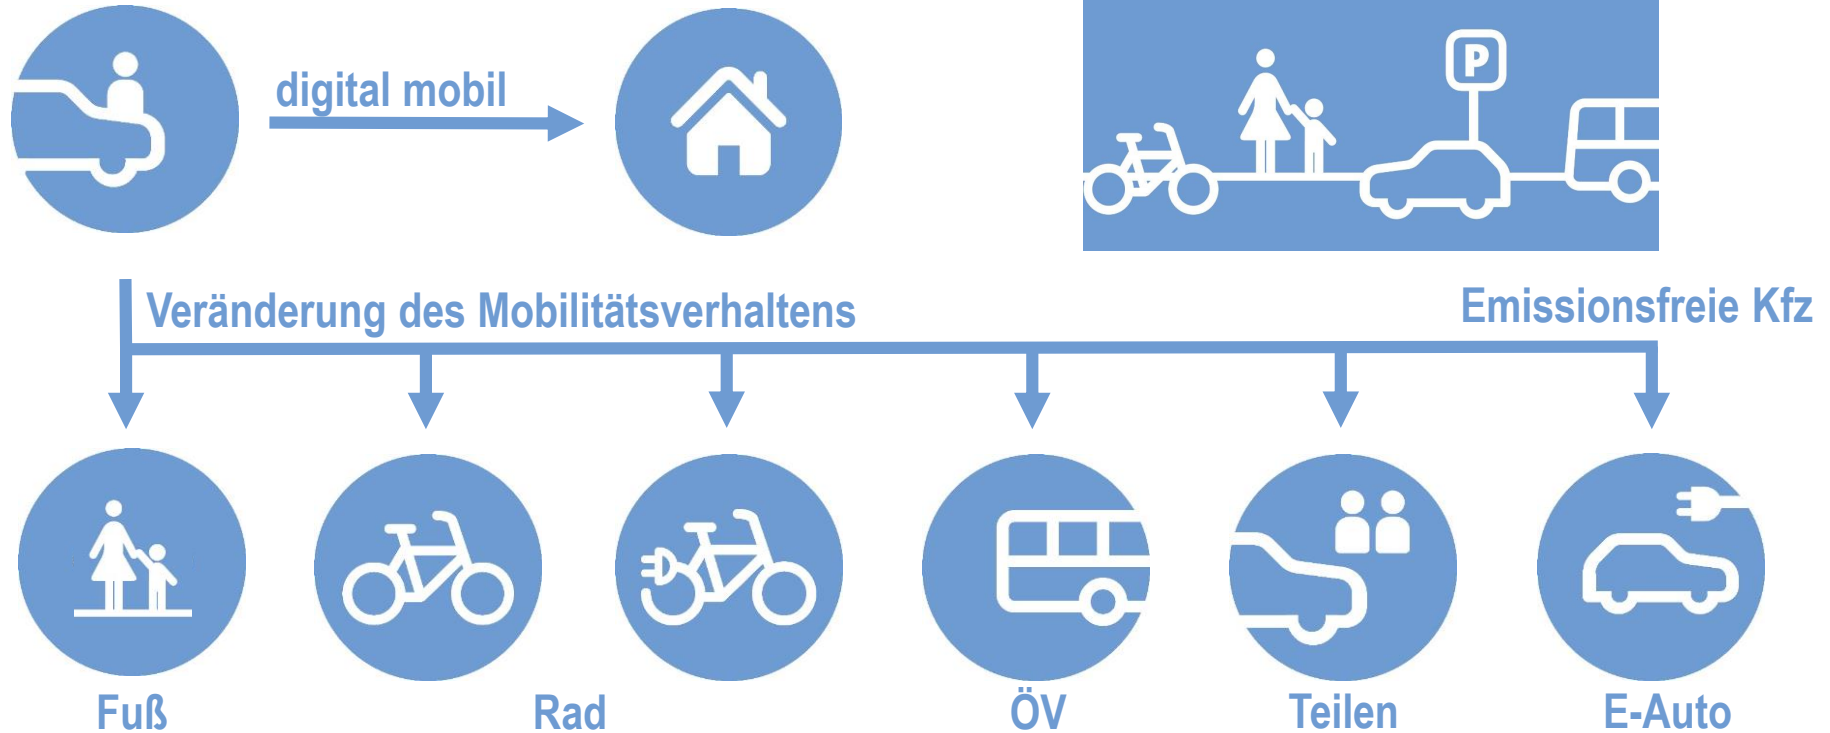 digital mobil
P
Veränderung des Mobilitätsverhaltens
Emissionsfreie Kfz
Fuß
Rad
ÖV
Teilen
E-Auto